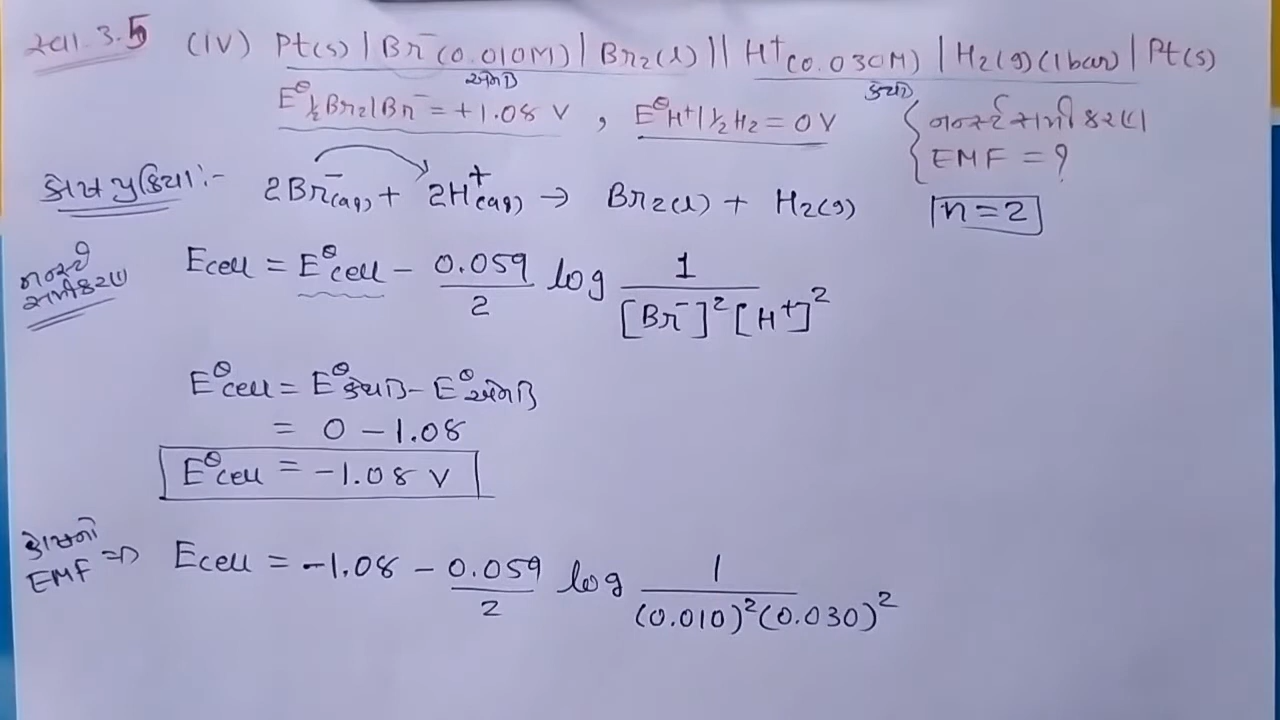 સ્વા. 3.5 (iv) Pt(s) | Br⁻(0.010M) | Br₂(l) || H⁺(0.030M) | H₂(g)(1bar) | Pt(s)
એનોડ કેથોડ
E⊖ ½Br₂|Br⁻ = +1.08 V , E⊖ H⁺|½H₂ = 0V { નર્ન્સ્ટ સમીકરણ
EMF = ?
કોષ પ્રક્રિયા:- 2Br⁻(aq) + 2H⁺(aq) → Br₂(l) + H₂(g) n=2
નર્ન્સ્ટ સમીકરણ Ecell = E⊖cell - 0.059/2 log 1/[Br⁻]²[H⁺]²
E⊖cell = E⊖કેથોડ - E⊖એનોડ
= 0 - 1.08
E⊖cell = -1.08 V
કોષનો EMF ⇒ Ecell = -1.08 - 0.059/2 log 1/(0.010)²(0.030)²